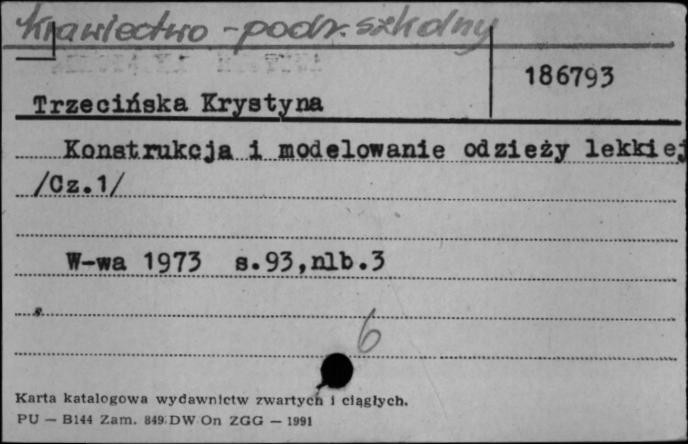 Krawiectwo - podr. szkolny
186793
Trzecińska Krystyna
Konstrukcja i modelowanie odzieży lekkiej
/Cz.1/
W-wa 1973 s.93,nlb.3
6
Karta katalogowa wydawnictw zwartych i ciągłych.
PU — B144 Zam. 849 DW On ZGG — 1991